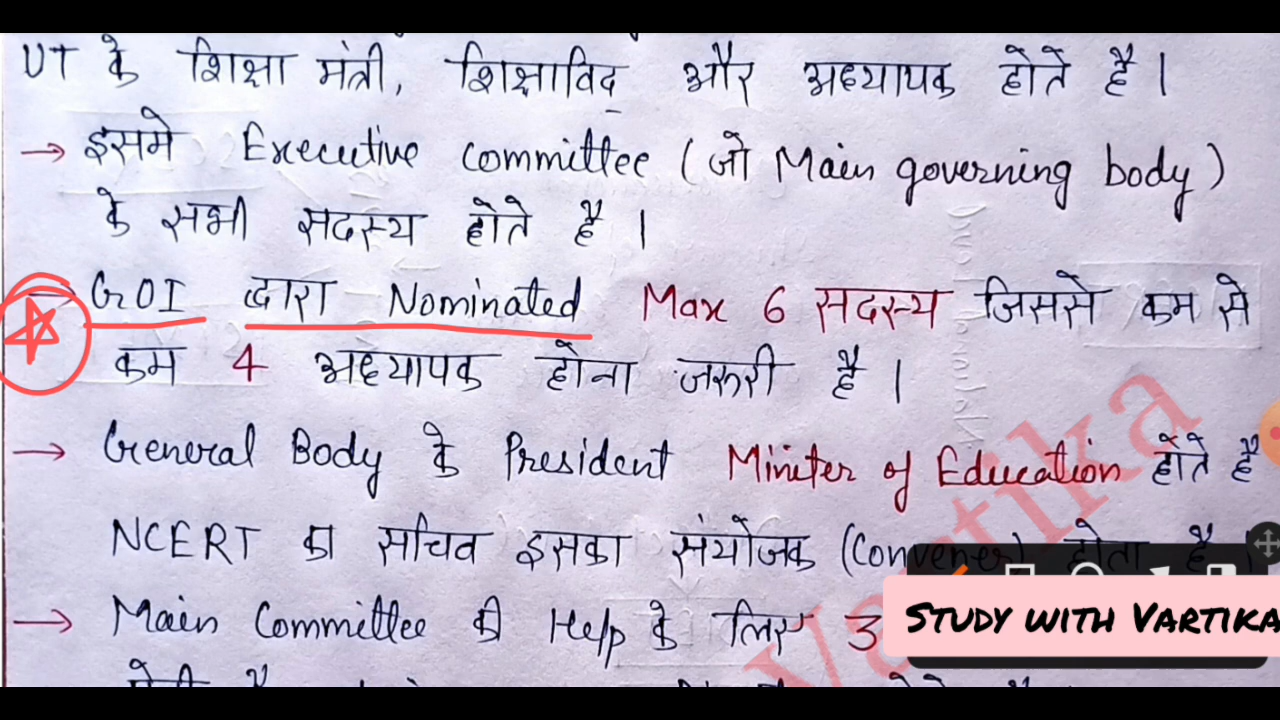 UT के शिक्षा मंत्री, शिक्षाविद और अध्यापक होते है।
→ इसमे Executive committee (जो Main governing body)
के सभी सदस्य होते है।
→ GOI द्वारा Nominated Max 6 सदस्य जिससे कम से
कम 4 अध्यापक होना जरुरी है।
→ General Body के President Miniter of Education होते है
NCERT का सचिव इसका संयोजक (Convener) होता है।
→ Main Committee की Help के लिए 3
STUDY WITH VARTIKA
Vartika